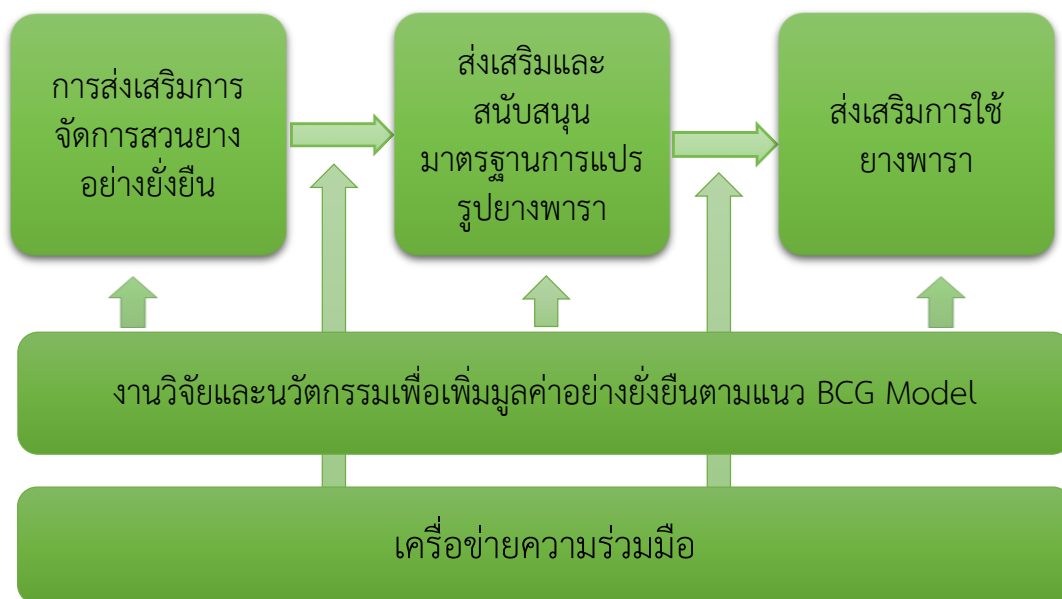 การส่งเสริมการ
จัดการสวนยาง
อย่างยั่งยืน
ส่งเสริมและ
สนับสนุน
มาตรฐานการแปร
รูปยางพารา
ส่งเสริมการใช้
ยางพารา
งานวิจัยและนวัตกรรมเพื่อเพิ่มมูลค่าอย่างยั่งยืนตามแนว BCG Model
เครือข่ายความร่วมมือ